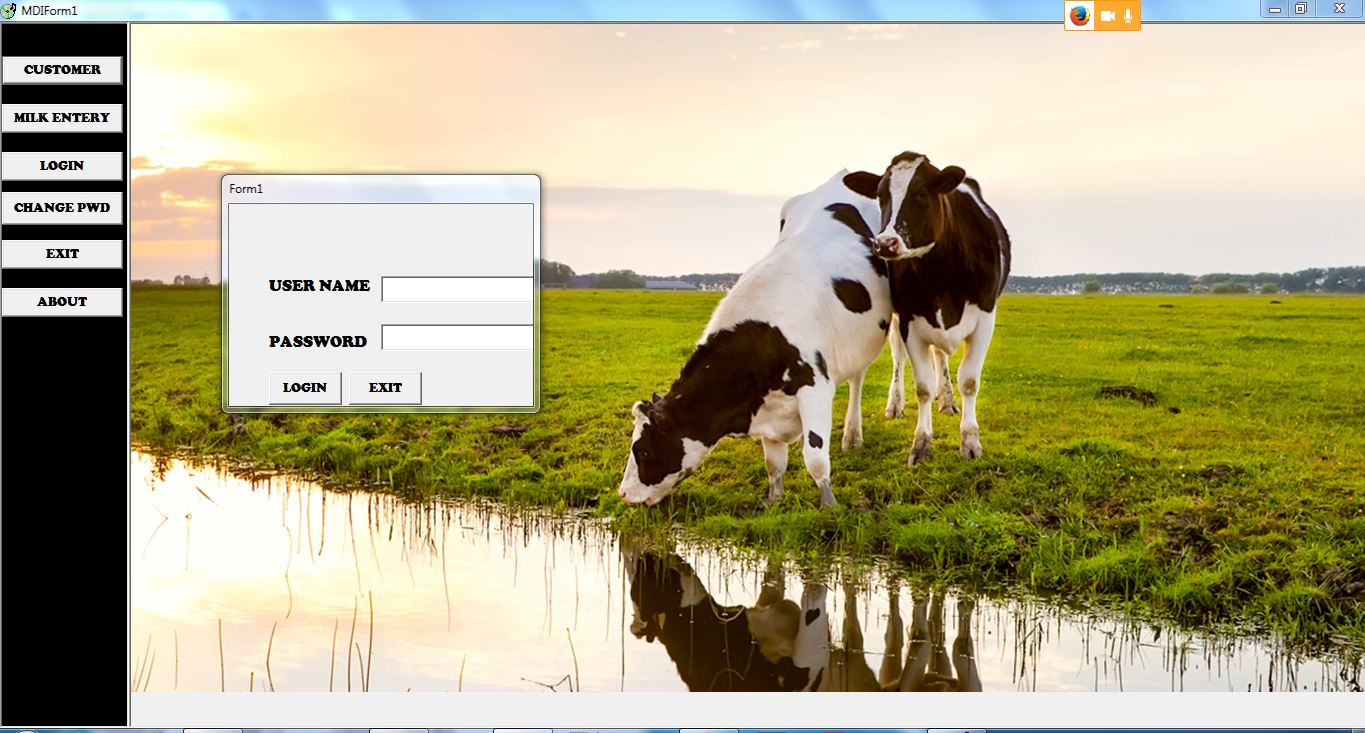 MDIForm1
CUSTOMER
MILK ENTERY
LOGIN
CHANGE PWD
EXIT
ABOUT
Form1
USER NAME
PASSWORD
LOGIN EXIT